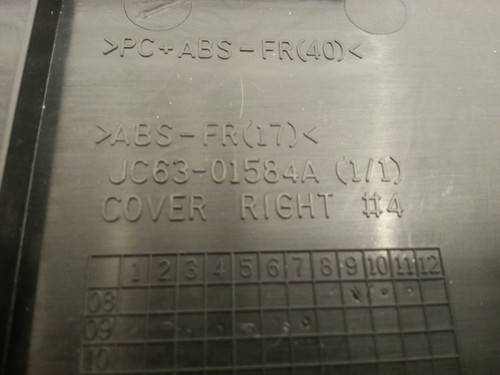 >PC+ABS-FR(40)<
>ABS-FR(17)<
JC63-01584A (1/1)
COVER RIGHT #4
1 2 3 4 5 6 7 8 9 10 11 12
08
09
10